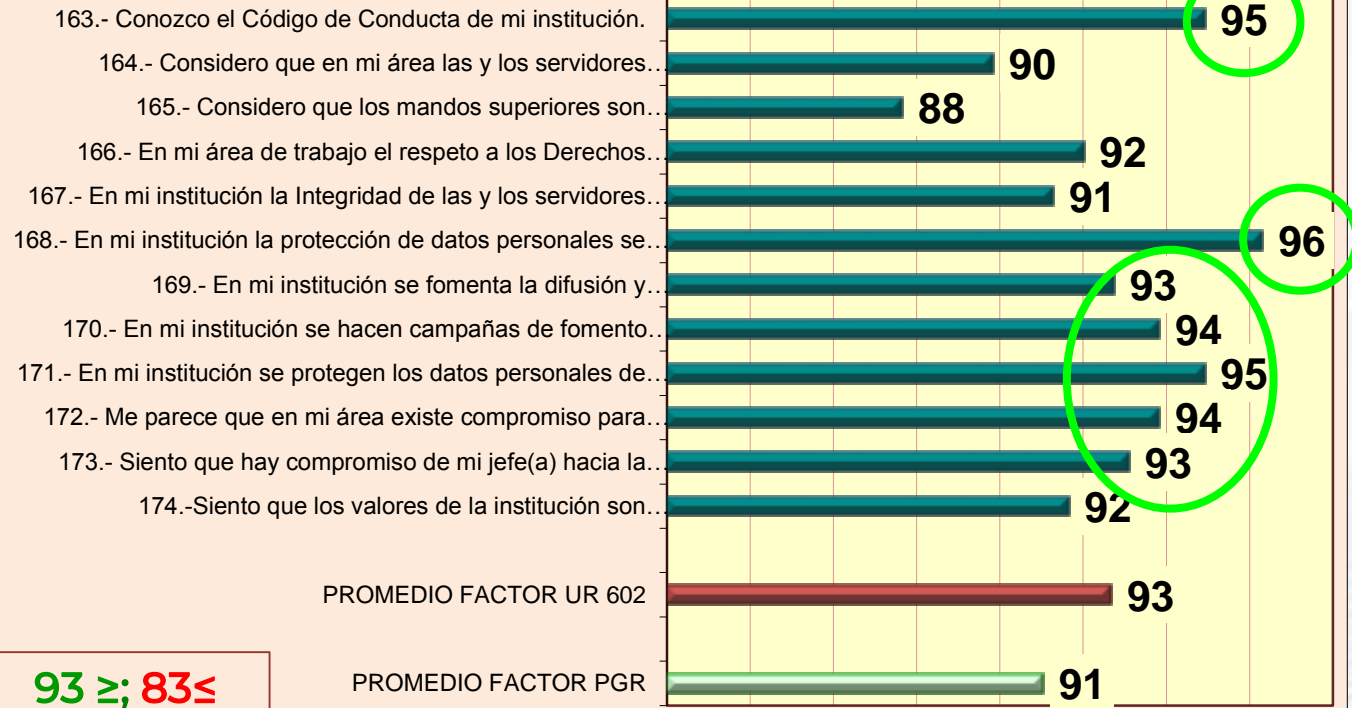 163.- Conozco el Código de Conducta de mi institución. 95
164.- Considero que en mi área las y los servidores… 90
165.- Considero que los mandos superiores son… 88
166.- En mi área de trabajo el respeto a los Derechos… 92
167.- En mi institución la Integridad de las y los servidores… 91
168.- En mi institución la protección de datos personales se… 96
169.- En mi institución se fomenta la difusión y… 93
170.- En mi institución se hacen campañas de fomento… 94
171.- En mi institución se protegen los datos personales de… 95
172.- Me parece que en mi área existe compromiso para… 94
173.- Siento que hay compromiso de mi jefe(a) hacia la… 93
174.-Siento que los valores de la institución son… 92
PROMEDIO FACTOR UR 602 93
PROMEDIO FACTOR PGR 91
93 ≥; 83≤